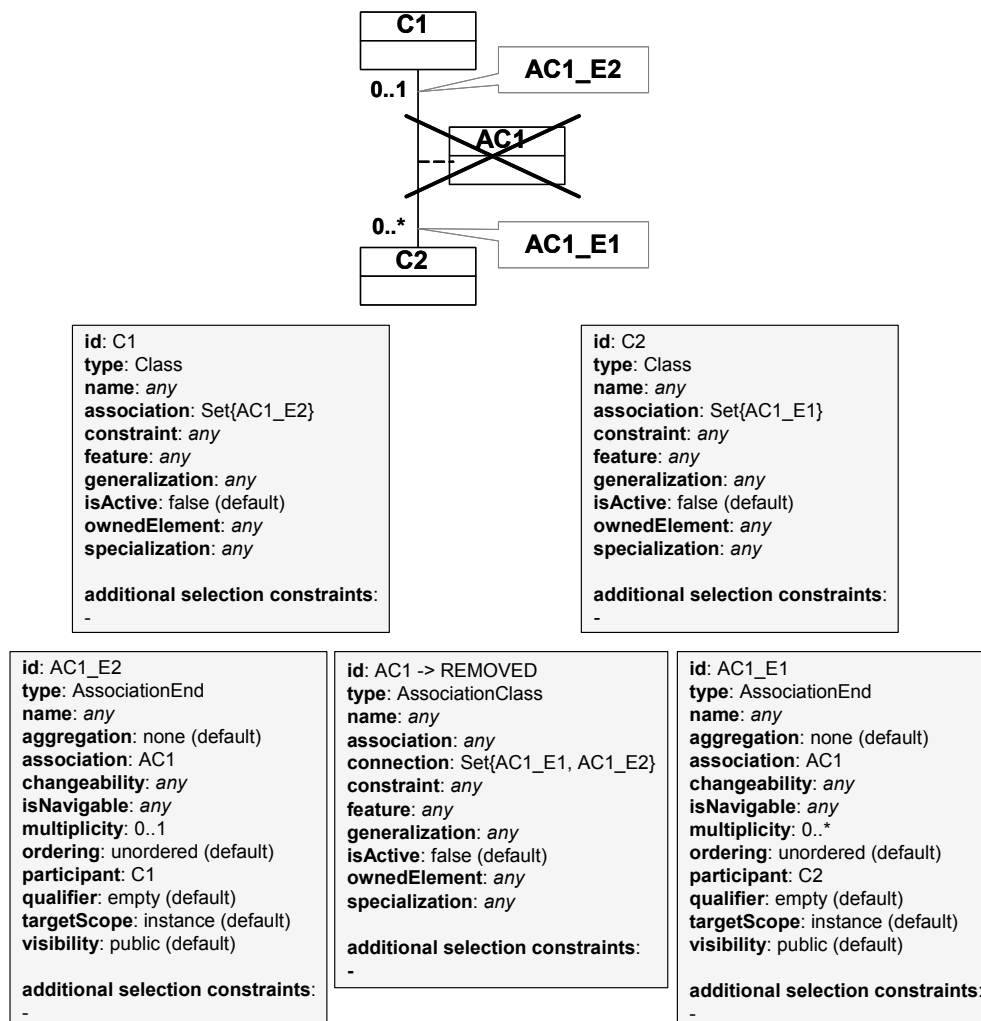 C1
AC1_E2
0..1
AC1
0..*
AC1_E1
C2
id: C1
type: Class
name: any
association: Set{AC1_E2}
constraint: any
feature: any
generalization: any
isActive: false (default)
ownedElement: any
specialization: any
additional selection constraints:
-
id: C2
type: Class
name: any
association: Set{AC1_E1}
constraint: any
feature: any
generalization: any
isActive: false (default)
ownedElement: any
specialization: any
additional selection constraints:
-
id: AC1_E2
type: AssociationEnd
name: any
aggregation: none (default)
association: AC1
changeability: any
isNavigable: any
multiplicity: 0..1
ordering: unordered (default)
participant: C1
qualifier: empty (default)
targetScope: instance (default)
visibility: public (default)
additional selection constraints:
-
id: AC1 -> REMOVED
type: AssociationClass
name: any
association: any
connection: Set{AC1_E1, AC1_E2}
constraint: any
feature: any
generalization: any
isActive: false (default)
ownedElement: any
specialization: any
additional selection constraints:
-
id: AC1_E1
type: AssociationEnd
name: any
aggregation: none (default)
association: AC1
changeability: any
isNavigable: any
multiplicity: 0..*
ordering: unordered (default)
participant: C2
qualifier: empty (default)
targetScope: instance (default)
visibility: public (default)
additional selection constraints:
-